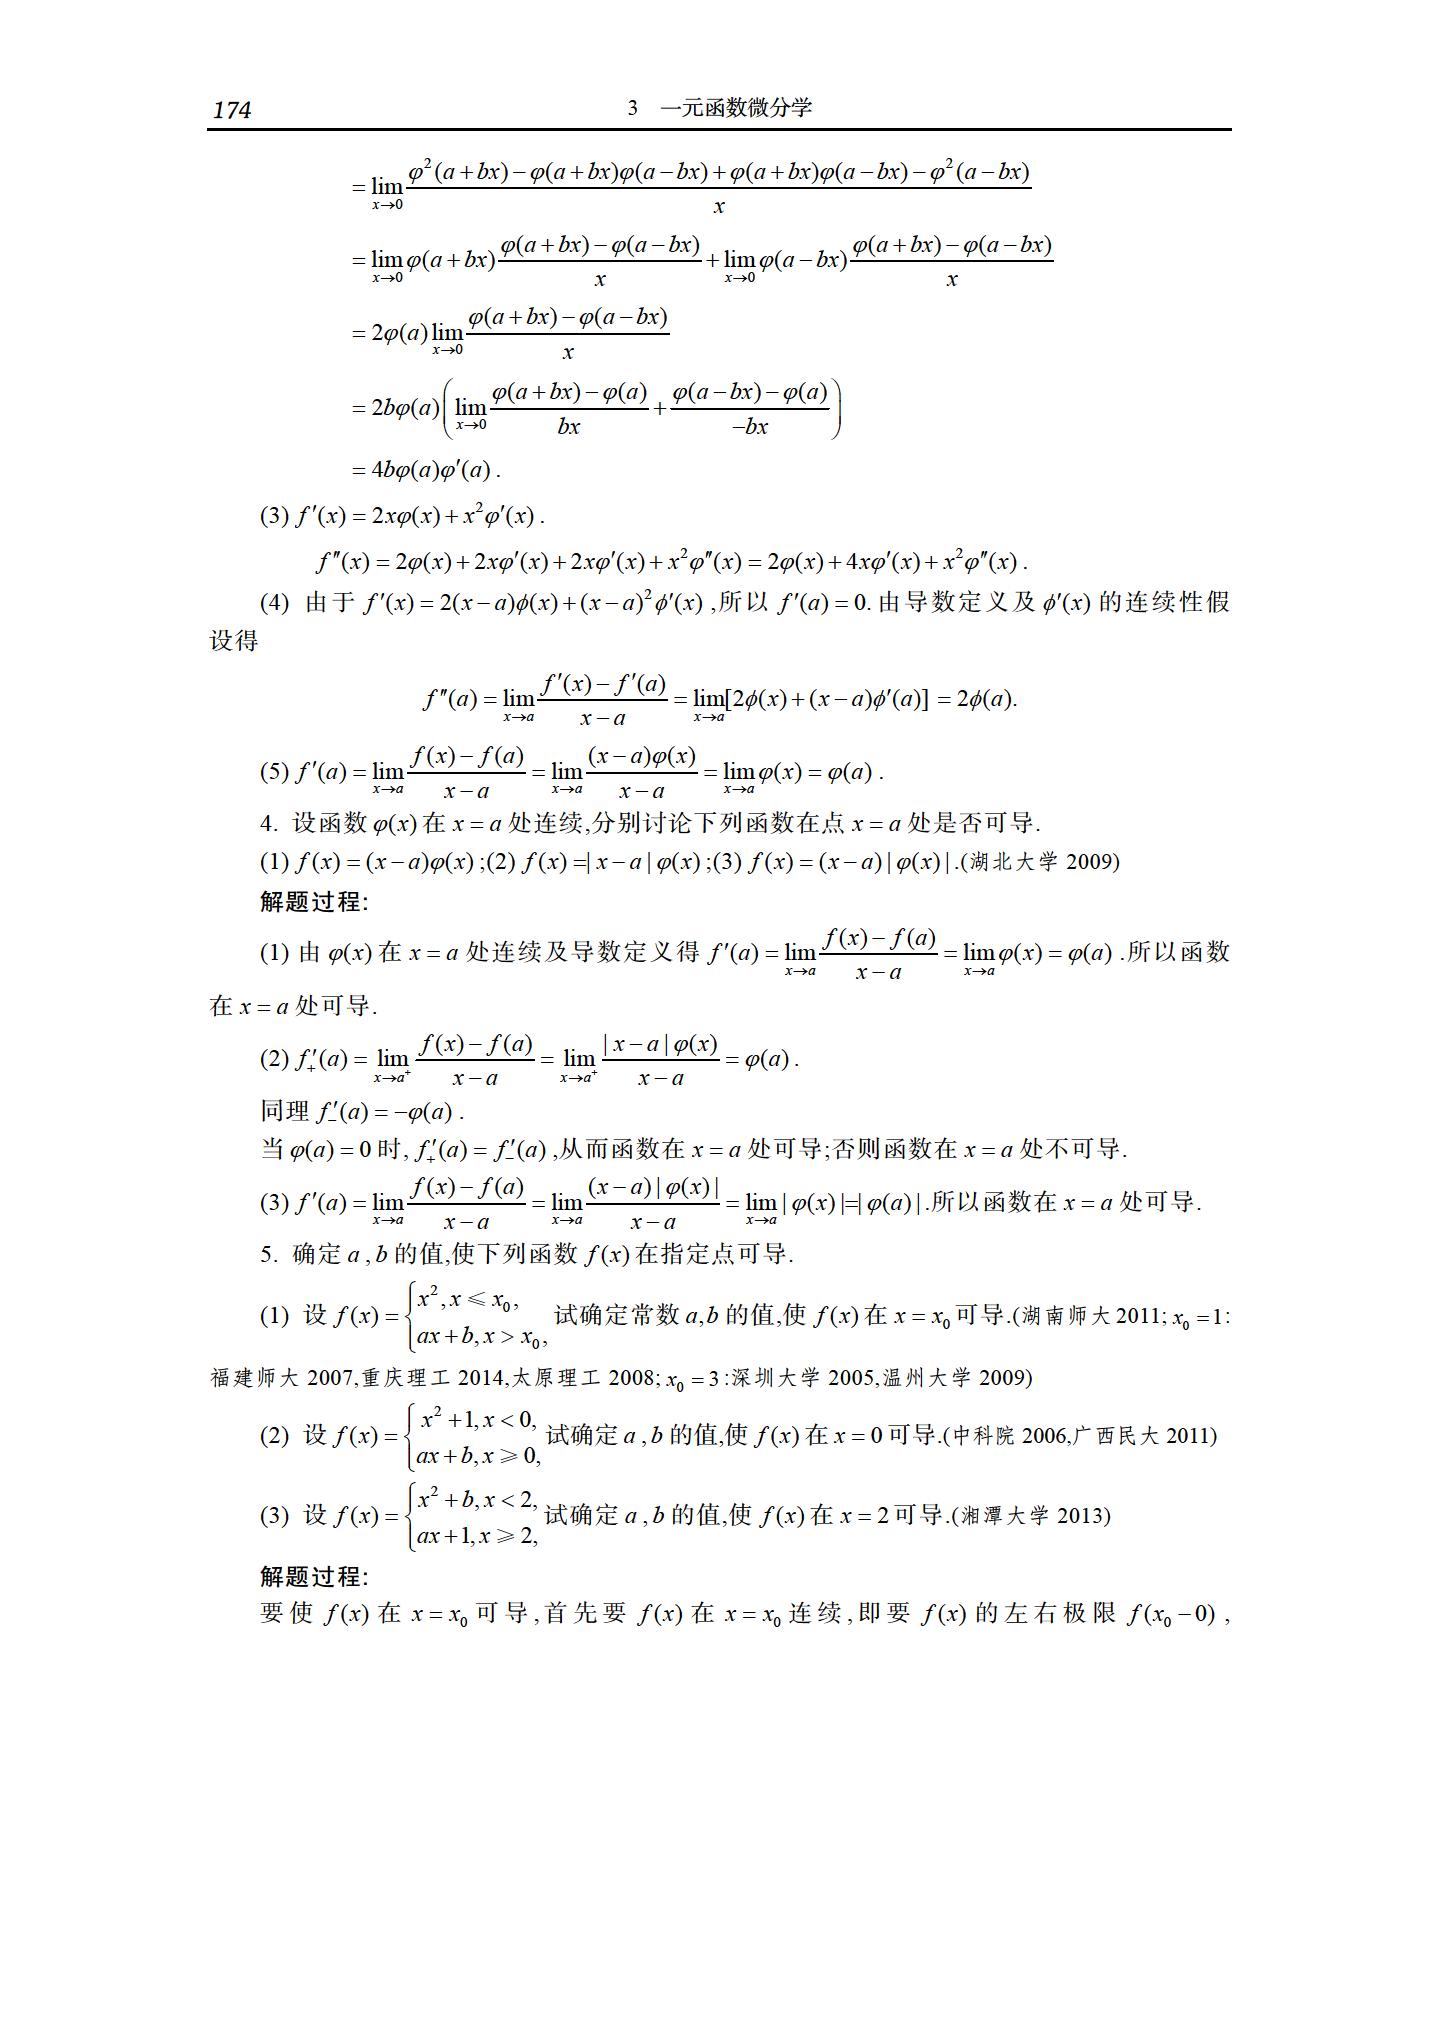 174 3 一元函数微分学
$=\lim_{x\to 0}\frac{\varphi^2(a+bx)-\varphi(a+bx)\varphi(a-bx)+\varphi(a+bx)\varphi(a-bx)-\varphi^2(a-bx)}{x}$
$=\lim_{x\to 0}\varphi(a+bx)\frac{\varphi(a+bx)-\varphi(a-bx)}{x}+\lim_{x\to 0}\varphi(a-bx)\frac{\varphi(a+bx)-\varphi(a-bx)}{x}$
$=2\varphi(a)\lim_{x\to 0}\frac{\varphi(a+bx)-\varphi(a-bx)}{x}$
$=2b\varphi(a)\left(\lim_{x\to 0}\frac{\varphi(a+bx)-\varphi(a)}{bx}+\frac{\varphi(a-bx)-\varphi(a)}{-bx}\right)$
$=4b\varphi(a)\varphi'(a)$ .
(3) $f'(x)=2x\varphi(x)+x^2\varphi'(x)$ .
$f''(x)=2\varphi(x)+2x\varphi'(x)+2x\varphi'(x)+x^2\varphi''(x)=2\varphi(x)+4x\varphi'(x)+x^2\varphi''(x)$ .
(4) 由于 $f'(x)=2(x-a)\phi(x)+(x-a)^2\phi'(x)$ ,所以 $f'(a)=0$. 由导数定义及 $\phi'(x)$ 的连续性假
设得
$f''(a)=\lim_{x\to a}\frac{f'(x)-f'(a)}{x-a}=\lim_{x\to a}[2\phi(x)+(x-a)\phi'(a)]=2\phi(a).$
(5) $f'(a)=\lim_{x\to a}\frac{f(x)-f(a)}{x-a}=\lim_{x\to a}\frac{(x-a)\varphi(x)}{x-a}=\lim_{x\to a}\varphi(x)=\varphi(a)$ .
4. 设函数 $\varphi(x)$ 在 $x=a$ 处连续,分别讨论下列函数在点 $x=a$ 处是否可导.
(1) $f(x)=(x-a)\varphi(x)$ ;(2) $f(x)=|x-a|\varphi(x)$ ;(3) $f(x)=(x-a)|\varphi(x)|$ .(湖北大学 2009)
解题过程:
(1) 由 $\varphi(x)$ 在 $x=a$ 处连续及导数定义得 $f'(a)=\lim_{x\to a}\frac{f(x)-f(a)}{x-a}=\lim_{x\to a}\varphi(x)=\varphi(a)$ .所以函数
在 $x=a$ 处可导.
(2) $f'_+(a)=\lim_{x\to a^+}\frac{f(x)-f(a)}{x-a}=\lim_{x\to a^+}\frac{|x-a|\varphi(x)}{x-a}=\varphi(a)$ .
同理 $f'_-(a)=-\varphi(a)$ .
当 $\varphi(a)=0$ 时, $f'_+(a)=f'_-(a)$ ,从而函数在 $x=a$ 处可导;否则函数在 $x=a$ 处不可导.
(3) $f'(a)=\lim_{x\to a}\frac{f(x)-f(a)}{x-a}=\lim_{x\to a}\frac{(x-a)|\varphi(x)|}{x-a}=\lim_{x\to a}|\varphi(x)|=|\varphi(a)|$ .所以函数在 $x=a$ 处可导.
5. 确定 $a,b$ 的值,使下列函数 $f(x)$ 在指定点可导.
(1) 设 $f(x)=\begin{cases}x^2,x\leqslant x_0,\\ax+b,x>x_0,\end{cases}$ 试确定常数 $a,b$ 的值,使 $f(x)$ 在 $x=x_0$ 可导.(湖南师大 2011; $x_0=1$:
福建师大 2007,重庆理工 2014,太原理工 2008; $x_0=3$ :深圳大学 2005,温州大学 2009)
(2) 设 $f(x)=\begin{cases}x^2+1,x<0,\\ax+b,x\geqslant 0,\end{cases}$ 试确定 $a,b$ 的值,使 $f(x)$ 在 $x=0$ 可导.(中科院 2006,广西民大 2011)
(3) 设 $f(x)=\begin{cases}x^2+b,x<2,\\ax+1,x\geqslant 2,\end{cases}$ 试确定 $a,b$ 的值,使 $f(x)$ 在 $x=2$ 可导.(湘潭大学 2013)
解题过程:
要使 $f(x)$ 在 $x=x_0$ 可导,首先要 $f(x)$ 在 $x=x_0$ 连续,即要 $f(x)$ 的左右极限 $f(x_0-0)$ ,